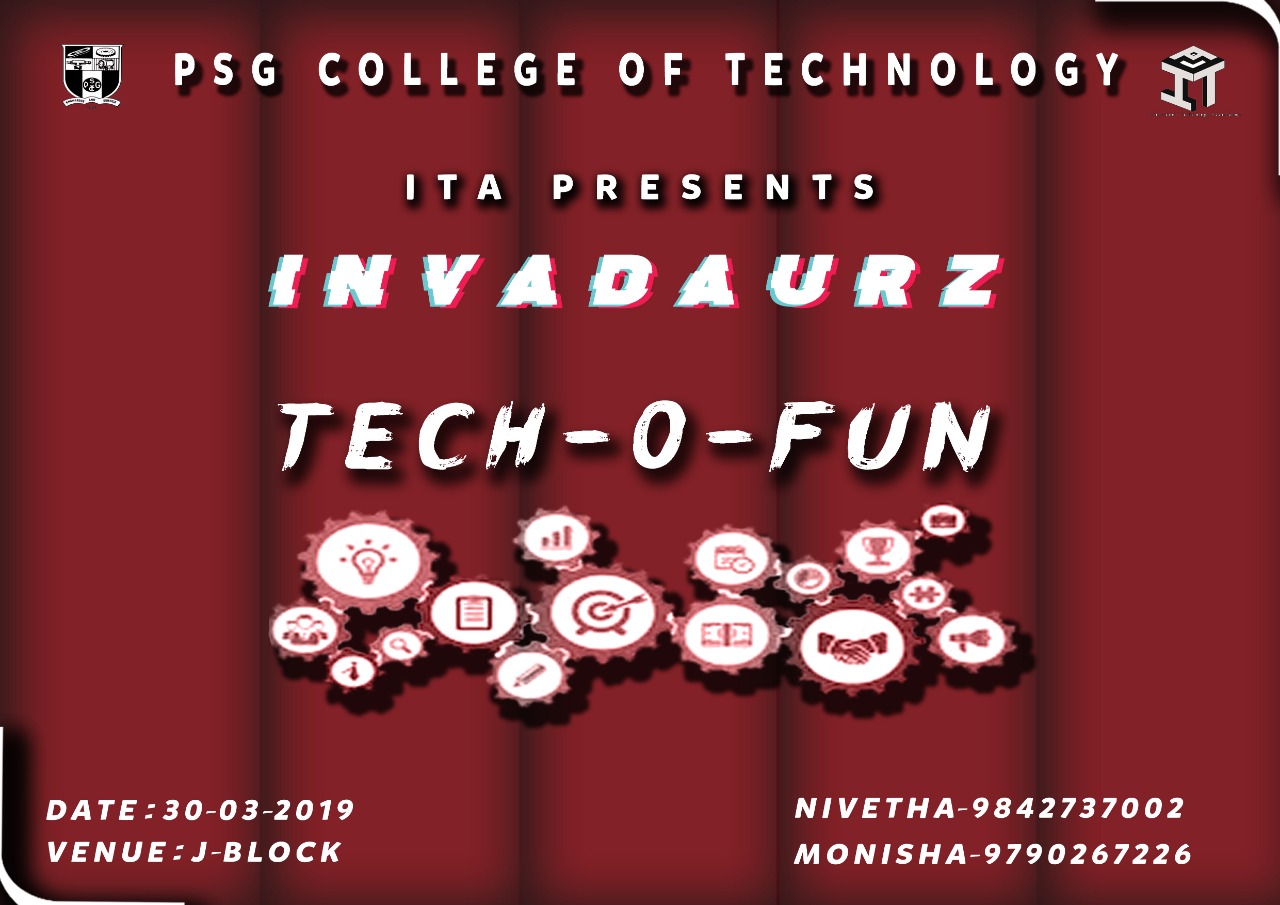 PSG COLLEGE OF TECHNOLOGY
ITA PRESENTS
INVADAURZ
TECH-O-FUN
DATE:30-03-2019
VENUE:J-BLOCK
NIVETHA-9842737002
MONISHA-9790267226